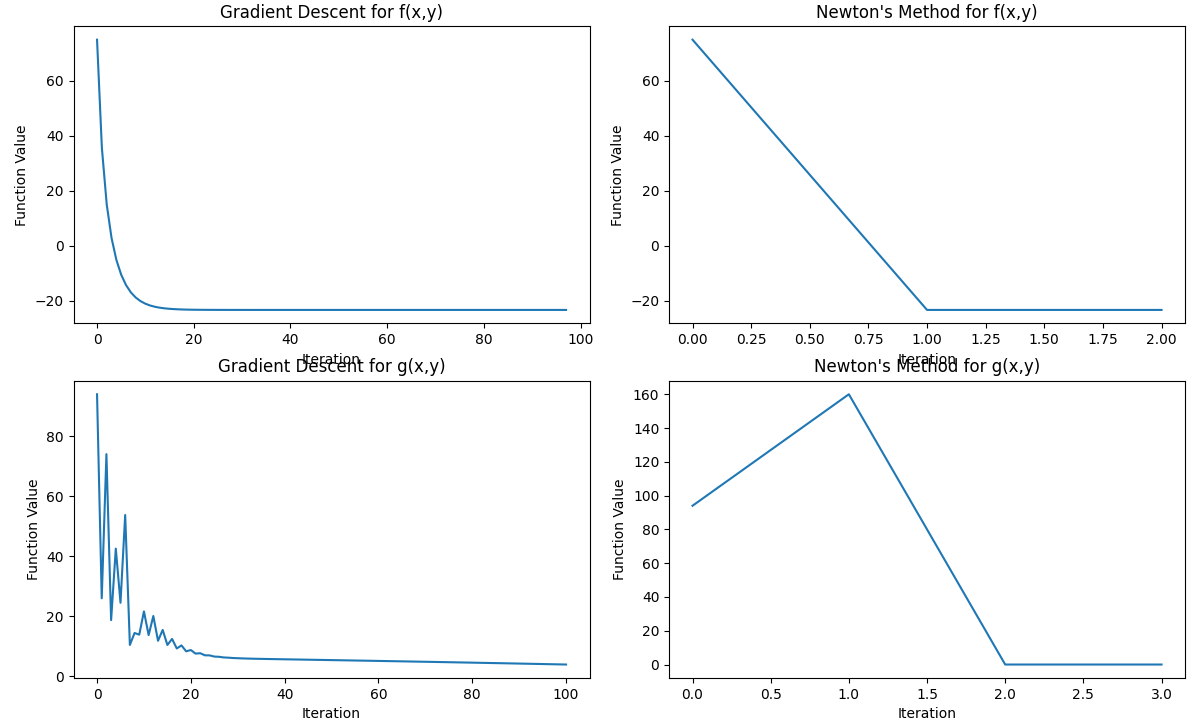 Gradient Descent for f(x,y)
Function Value
60
40
20
0
−20
0 20 40 60 80 100
Iteration
Newton's Method for f(x,y)
Function Value
60
40
20
0
−20
0.00 0.25 0.50 0.75 1.00 1.25 1.50 1.75 2.00
Iteration
Gradient Descent for g(x,y)
Function Value
80
60
40
20
0
0 20 40 60 80 100
Iteration
Newton's Method for g(x,y)
Function Value
160
140
120
100
80
60
40
20
0
0.0 0.5 1.0 1.5 2.0 2.5 3.0
Iteration